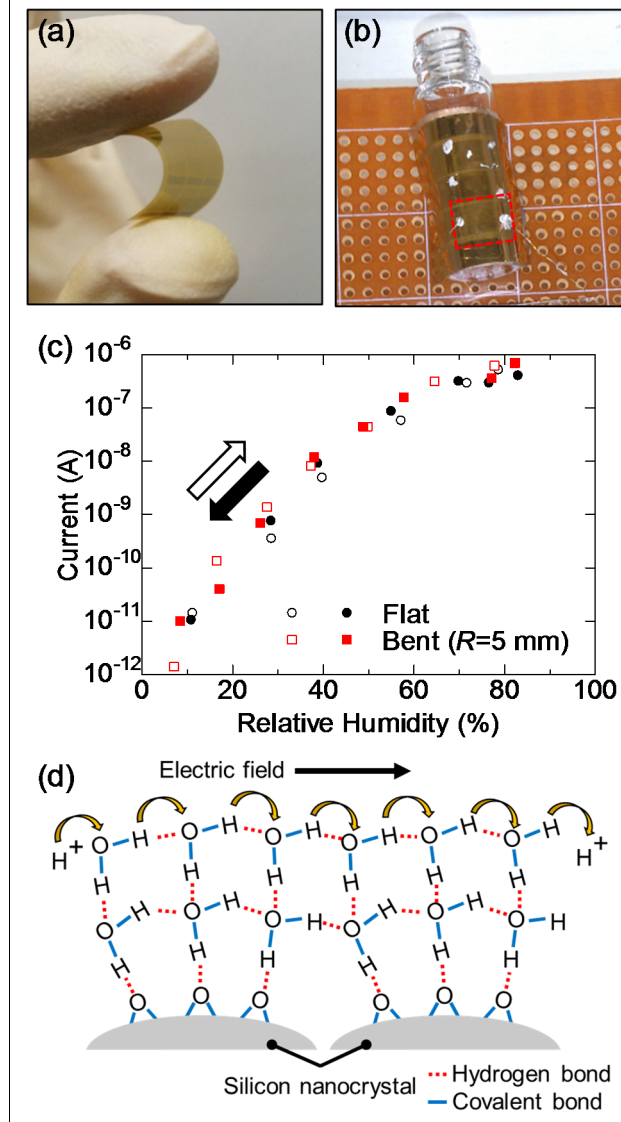 (a)
(b)
(c)
Current (A)
10⁻⁶
10⁻⁷
10⁻⁸
10⁻⁹
10⁻¹⁰
10⁻¹¹
10⁻¹²
Flat
Bent (R=5 mm)
0 20 40 60 80 100
Relative Humidity (%)
(d)
Electric field
H⁺ O H O H O H O H O H O H H⁺
H H H H H H
O H O H O H O H O H O H
H H H H H H
O O O O O O
Silicon nanocrystal
Hydrogen bond
Covalent bond